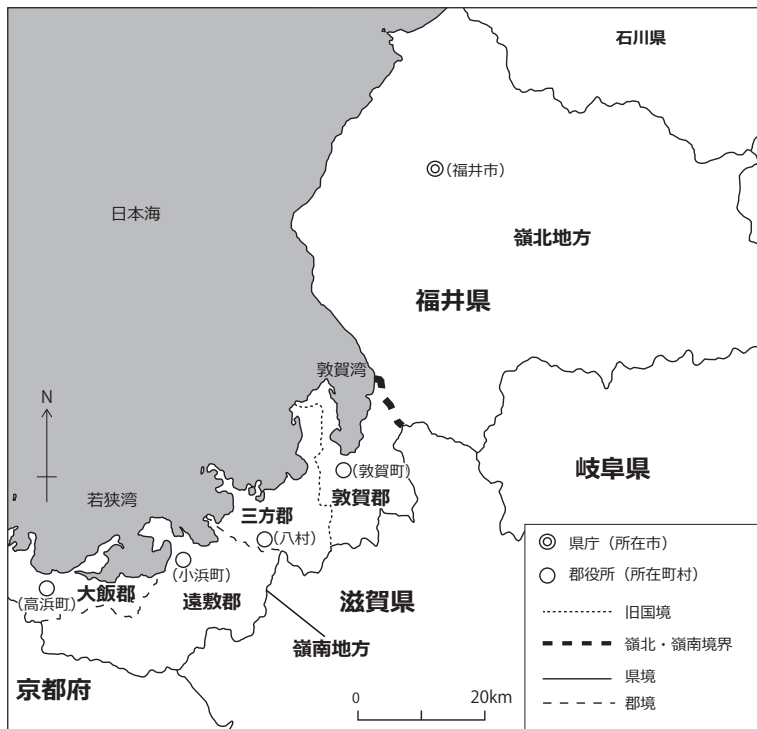 石川県
(福井市)
日本海
嶺北地方
福井県
敦賀湾
N
岐阜県
(敦賀町)
敦賀郡
若狭湾
三方郡
(八村)
(小浜町)
大飯郡
(高浜町)
遠敷郡
滋賀県
嶺南地方
京都府
0 20km
県庁（所在市）
郡役所（所在町村）
旧国境
嶺北・嶺南境界
県境
郡境